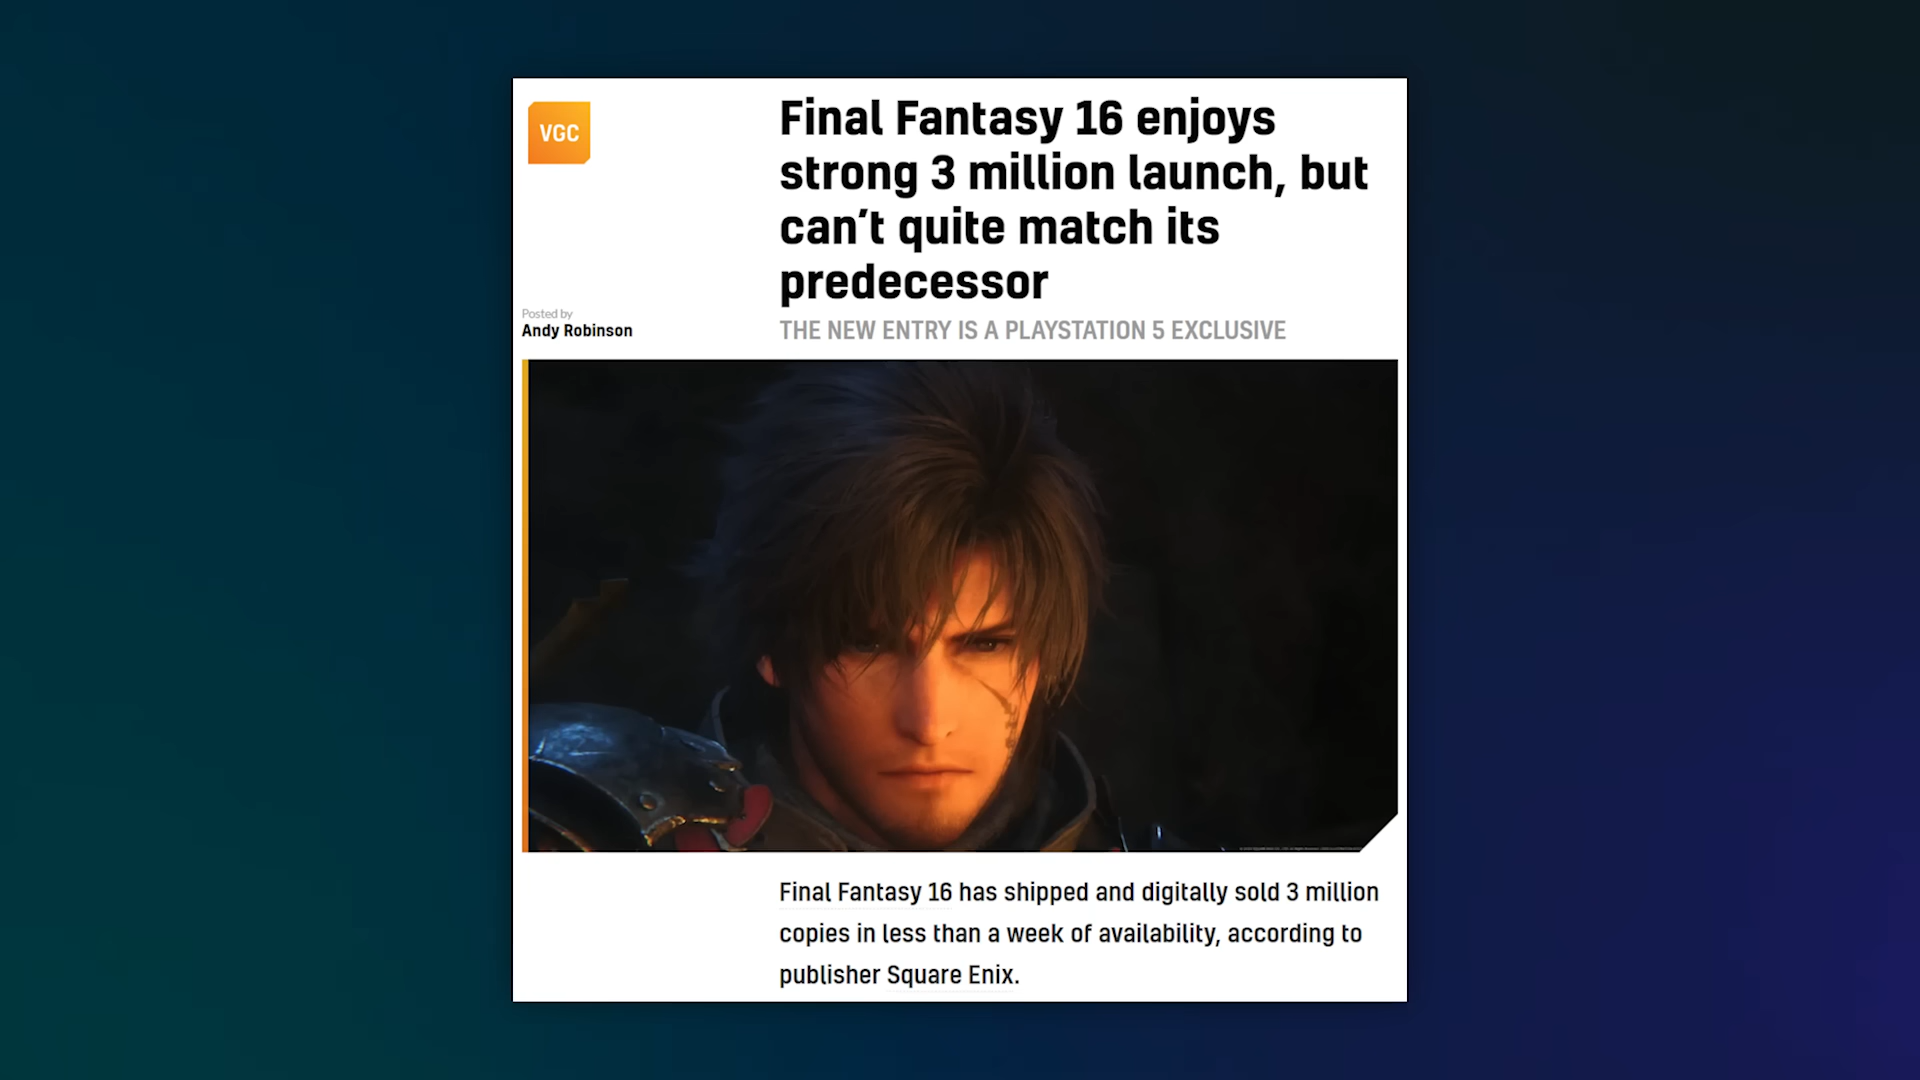 VGC
Final Fantasy 16 enjoys
strong 3 million launch, but
can’t quite match its
predecessor
Posted by
Andy Robinson
THE NEW ENTRY IS A PLAYSTATION 5 EXCLUSIVE
Final Fantasy 16 has shipped and digitally sold 3 million
copies in less than a week of availability, according to
publisher Square Enix.